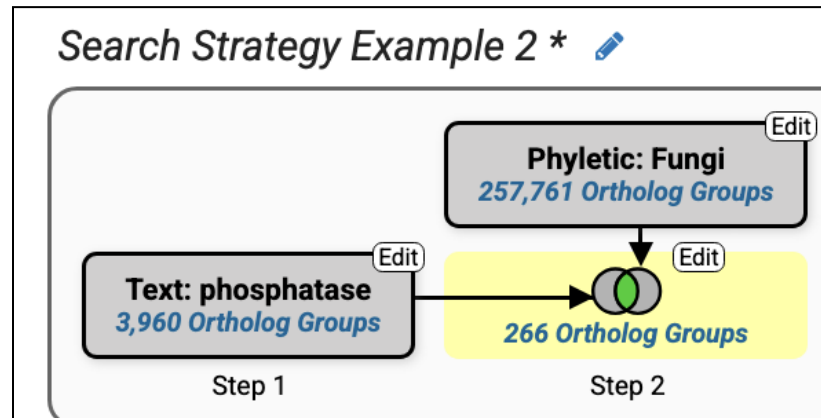 Search Strategy Example 2 *
Edit
Phyletic: Fungi
257,761 Ortholog Groups
Edit
Edit
Text: phosphatase
3,960 Ortholog Groups
266 Ortholog Groups
Step 1
Step 2